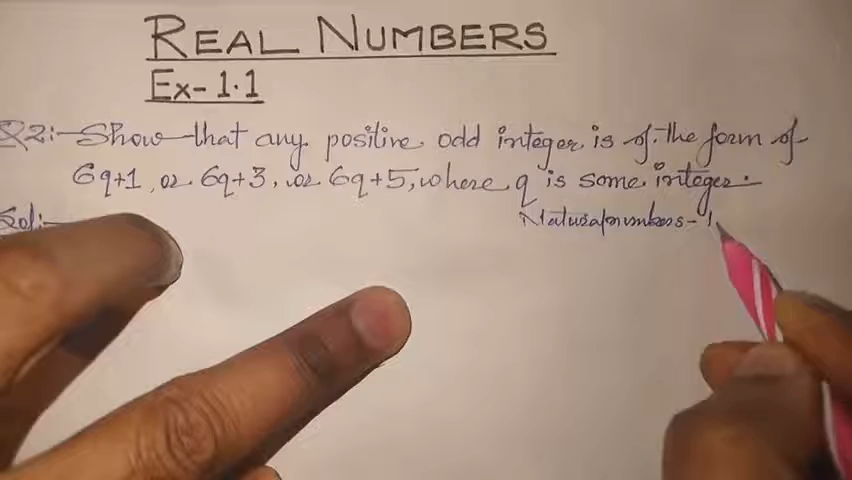 REAL NUMBERS
Ex-1.1
Q2:- Show that any positive odd integer is of the form of
6q+1, or 6q+3, or 6q+5, where q is some integer.
Sol:-
Natural numbers - 1